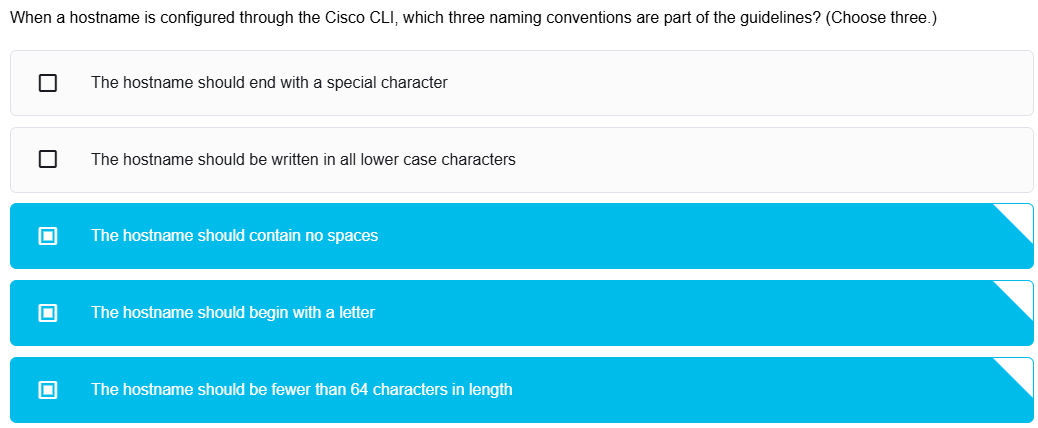 When a hostname is configured through the Cisco CLI, which three naming conventions are part of the guidelines? (Choose three.)
The hostname should end with a special character
The hostname should be written in all lower case characters
The hostname should contain no spaces
The hostname should begin with a letter
The hostname should be fewer than 64 characters in length